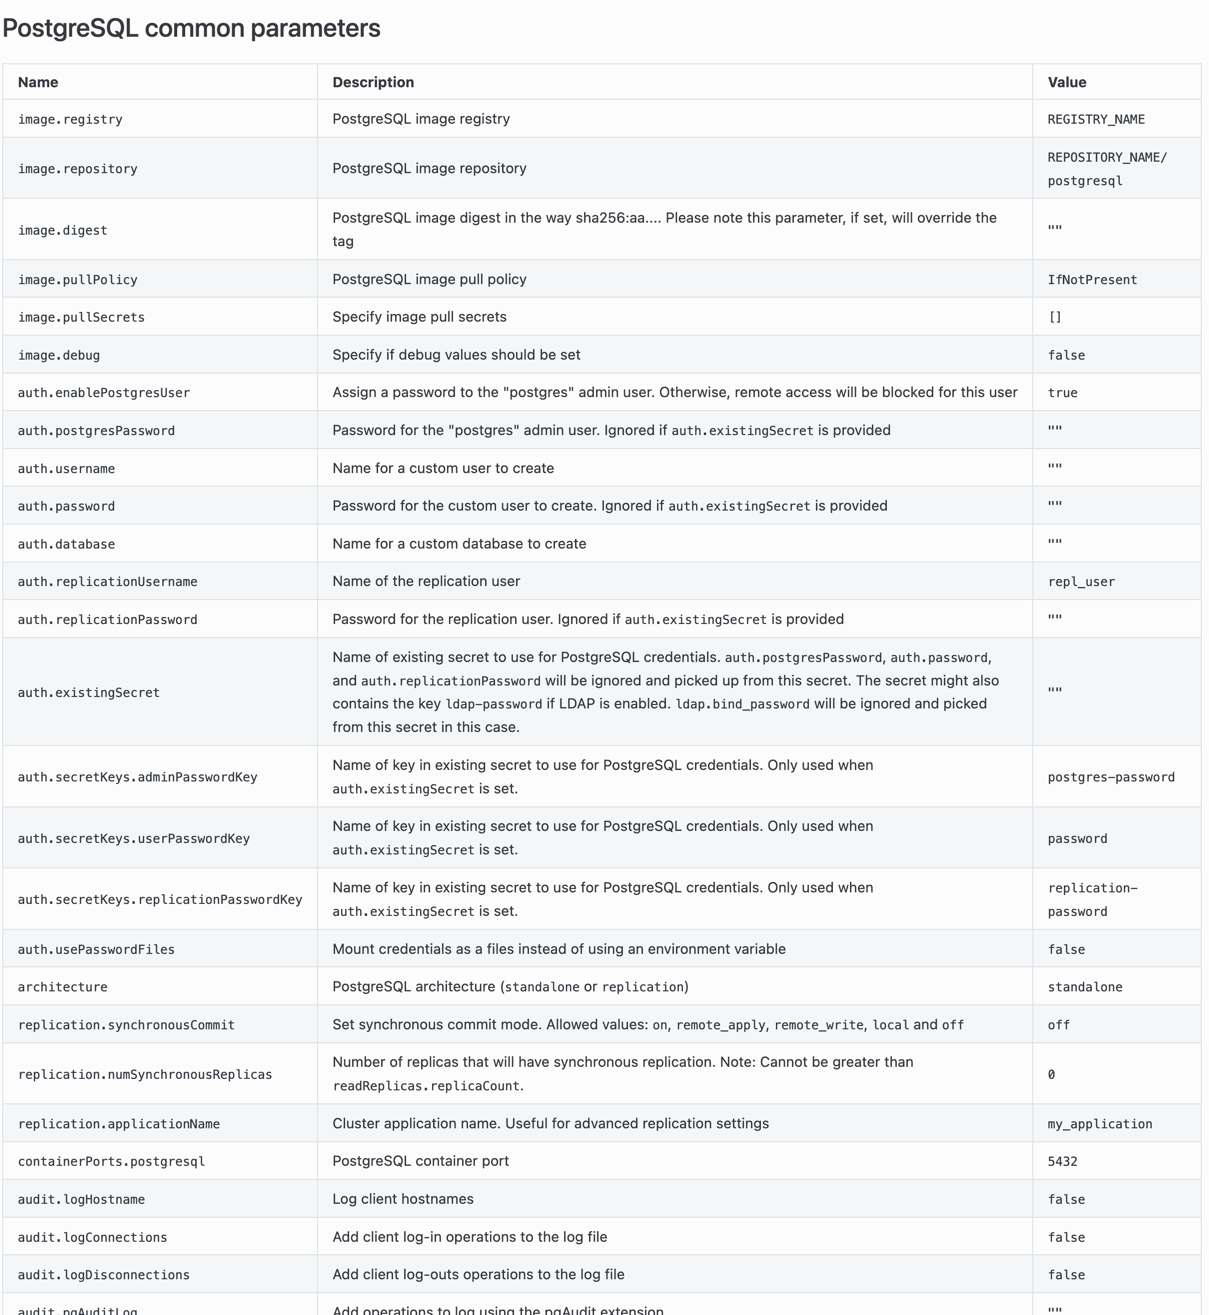 PostgreSQL common parameters
Name Description Value
image.registry PostgreSQL image registry REGISTRY_NAME
image.repository PostgreSQL image repository REPOSITORY_NAME/
postgresql
image.digest PostgreSQL image digest in the way sha256:aa.... Please note this parameter, if set, will override the
tag ""
image.pullPolicy PostgreSQL image pull policy IfNotPresent
image.pullSecrets Specify image pull secrets []
image.debug Specify if debug values should be set false
auth.enablePostgresUser Assign a password to the "postgres" admin user. Otherwise, remote access will be blocked for this user true
auth.postgresPassword Password for the "postgres" admin user. Ignored if auth.existingSecret is provided ""
auth.username Name for a custom user to create ""
auth.password Password for the custom user to create. Ignored if auth.existingSecret is provided ""
auth.database Name for a custom database to create ""
auth.replicationUsername Name of the replication user repl_user
auth.replicationPassword Password for the replication user. Ignored if auth.existingSecret is provided ""
auth.existingSecret Name of existing secret to use for PostgreSQL credentials. auth.postgresPassword, auth.password,
and auth.replicationPassword will be ignored and picked up from this secret. The secret might also
contains the key ldap-password if LDAP is enabled. ldap.bind_password will be ignored and picked
from this secret in this case. ""
auth.secretKeys.adminPasswordKey Name of key in existing secret to use for PostgreSQL credentials. Only used when
auth.existingSecret is set. postgres-password
auth.secretKeys.userPasswordKey Name of key in existing secret to use for PostgreSQL credentials. Only used when
auth.existingSecret is set. password
auth.secretKeys.replicationPasswordKey Name of key in existing secret to use for PostgreSQL credentials. Only used when replication-
auth.existingSecret is set. password
auth.usePasswordFiles Mount credentials as a files instead of using an environment variable false
architecture PostgreSQL architecture (standalone or replication) standalone
replication.synchronousCommit Set synchronous commit mode. Allowed values: on, remote_apply, remote_write, local and off off
replication.numSynchronousReplicas Number of replicas that will have synchronous replication. Note: Cannot be greater than
readReplicas.replicaCount. 0
replication.applicationName Cluster application name. Useful for advanced replication settings my_application
containerPorts.postgresql PostgreSQL container port 5432
audit.logHostname Log client hostnames false
audit.logConnections Add client log-in operations to the log file false
audit.logDisconnections Add client log-outs operations to the log file false
audit.pgAuditLog Add operations to log using the pgAudit extension ""